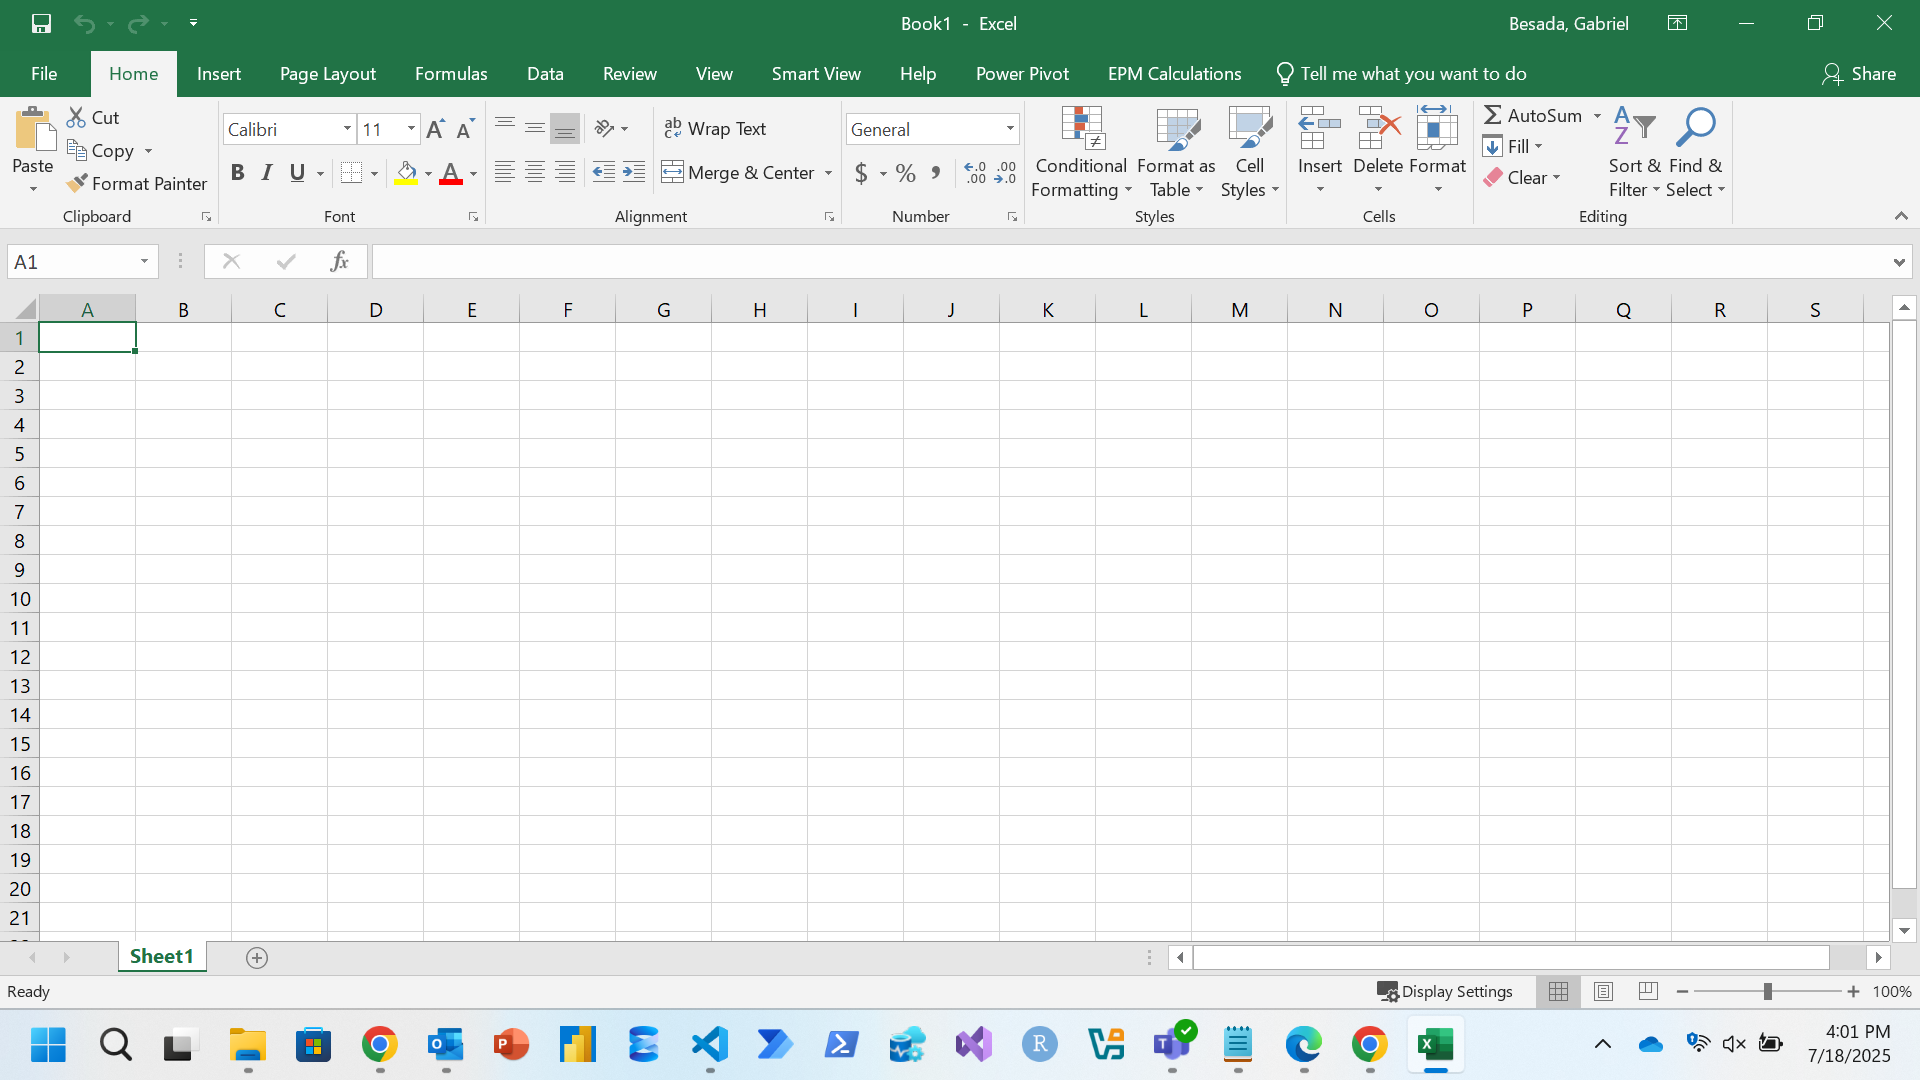 Book1 - Excel
Besada, Gabriel
File Home Insert Page Layout Formulas Data Review View Smart View Help Power Pivot EPM Calculations Tell me what you want to do Share
Paste
Cut
Copy
Format Painter
Clipboard
Calibri 11
B I U
Font
Wrap Text
Merge & Center
Alignment
General
$ % ,
Number
Conditional Formatting
Format as Table
Cell Styles
Styles
Insert Delete Format
Cells
AutoSum
Fill
Clear
Sort & Filter
Find & Select
Editing
A1 fx
A B C D E F G H I J K L M N O P Q R S
1
2
3
4
5
6
7
8
9
10
11
12
13
14
15
16
17
18
19
20
21
Sheet1
Ready Display Settings 100%
4:01 PM
7/18/2025